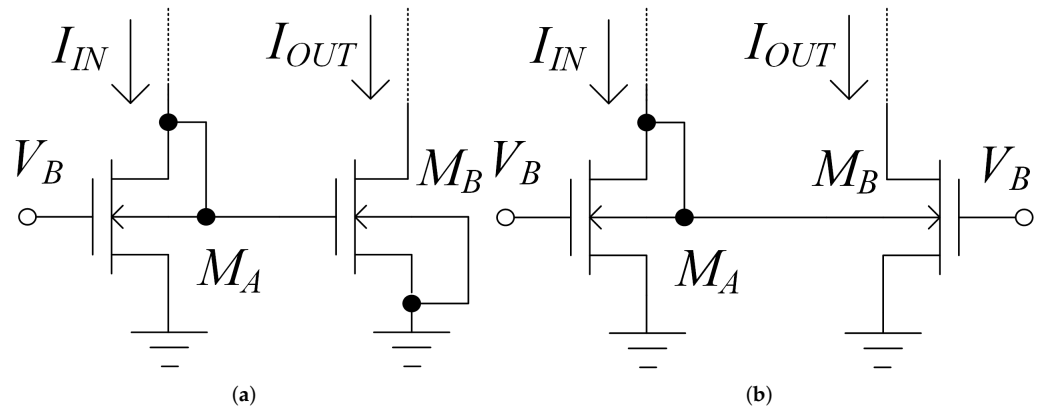 I_IN I_OUT I_IN I_OUT
V_B M_B V_B M_B V_B
M_A M_A
(a) (b)